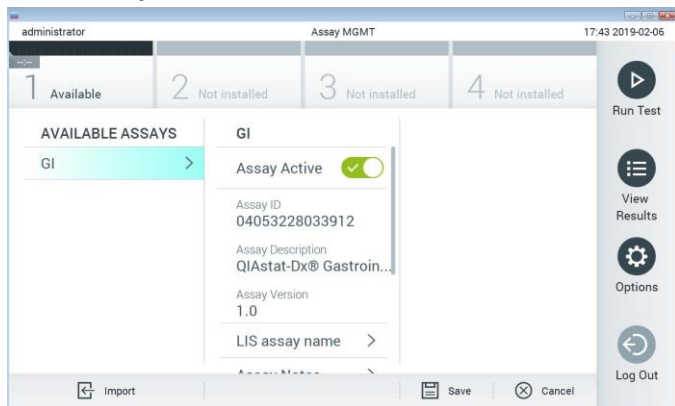 administrator Assay MGMT 17:43 2019-02-06
1 Available 2 Not installed 3 Not installed 4 Not installed
Run Test
AVAILABLE ASSAYS
GI
GI
Assay Active
Assay ID
04053228033912
Assay Description
QIAstat-Dx® Gastroin...
Assay Version
1.0
LIS assay name
View
Results
Options
Log Out
Import Save Cancel